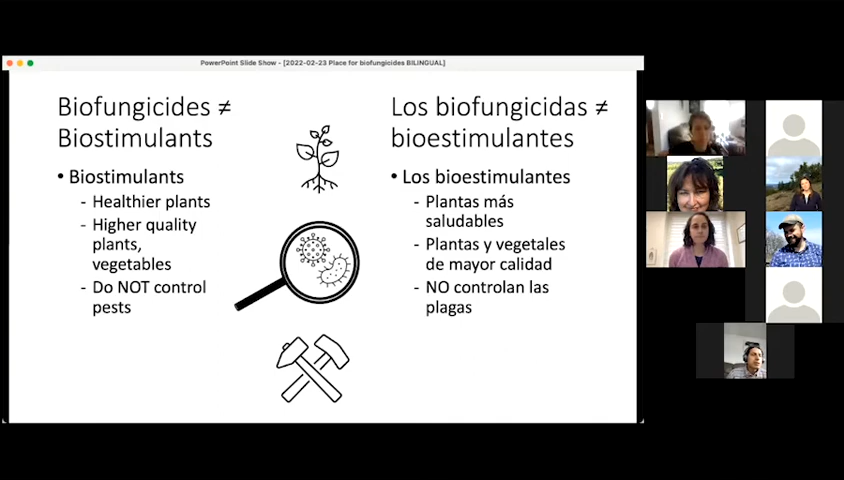 PowerPoint Slide Show - [2022-02-23 Place for biofungicides BILINGUAL]
Biofungicides ≠
Biostimulants
• Biostimulants
- Healthier plants
- Higher quality
plants,
vegetables
- Do NOT control
pests
Los biofungicidas ≠
bioestimulantes
• Los bioestimulantes
- Plantas más
saludables
- Plantas y vegetales
de mayor calidad
- NO controlan las
plagas